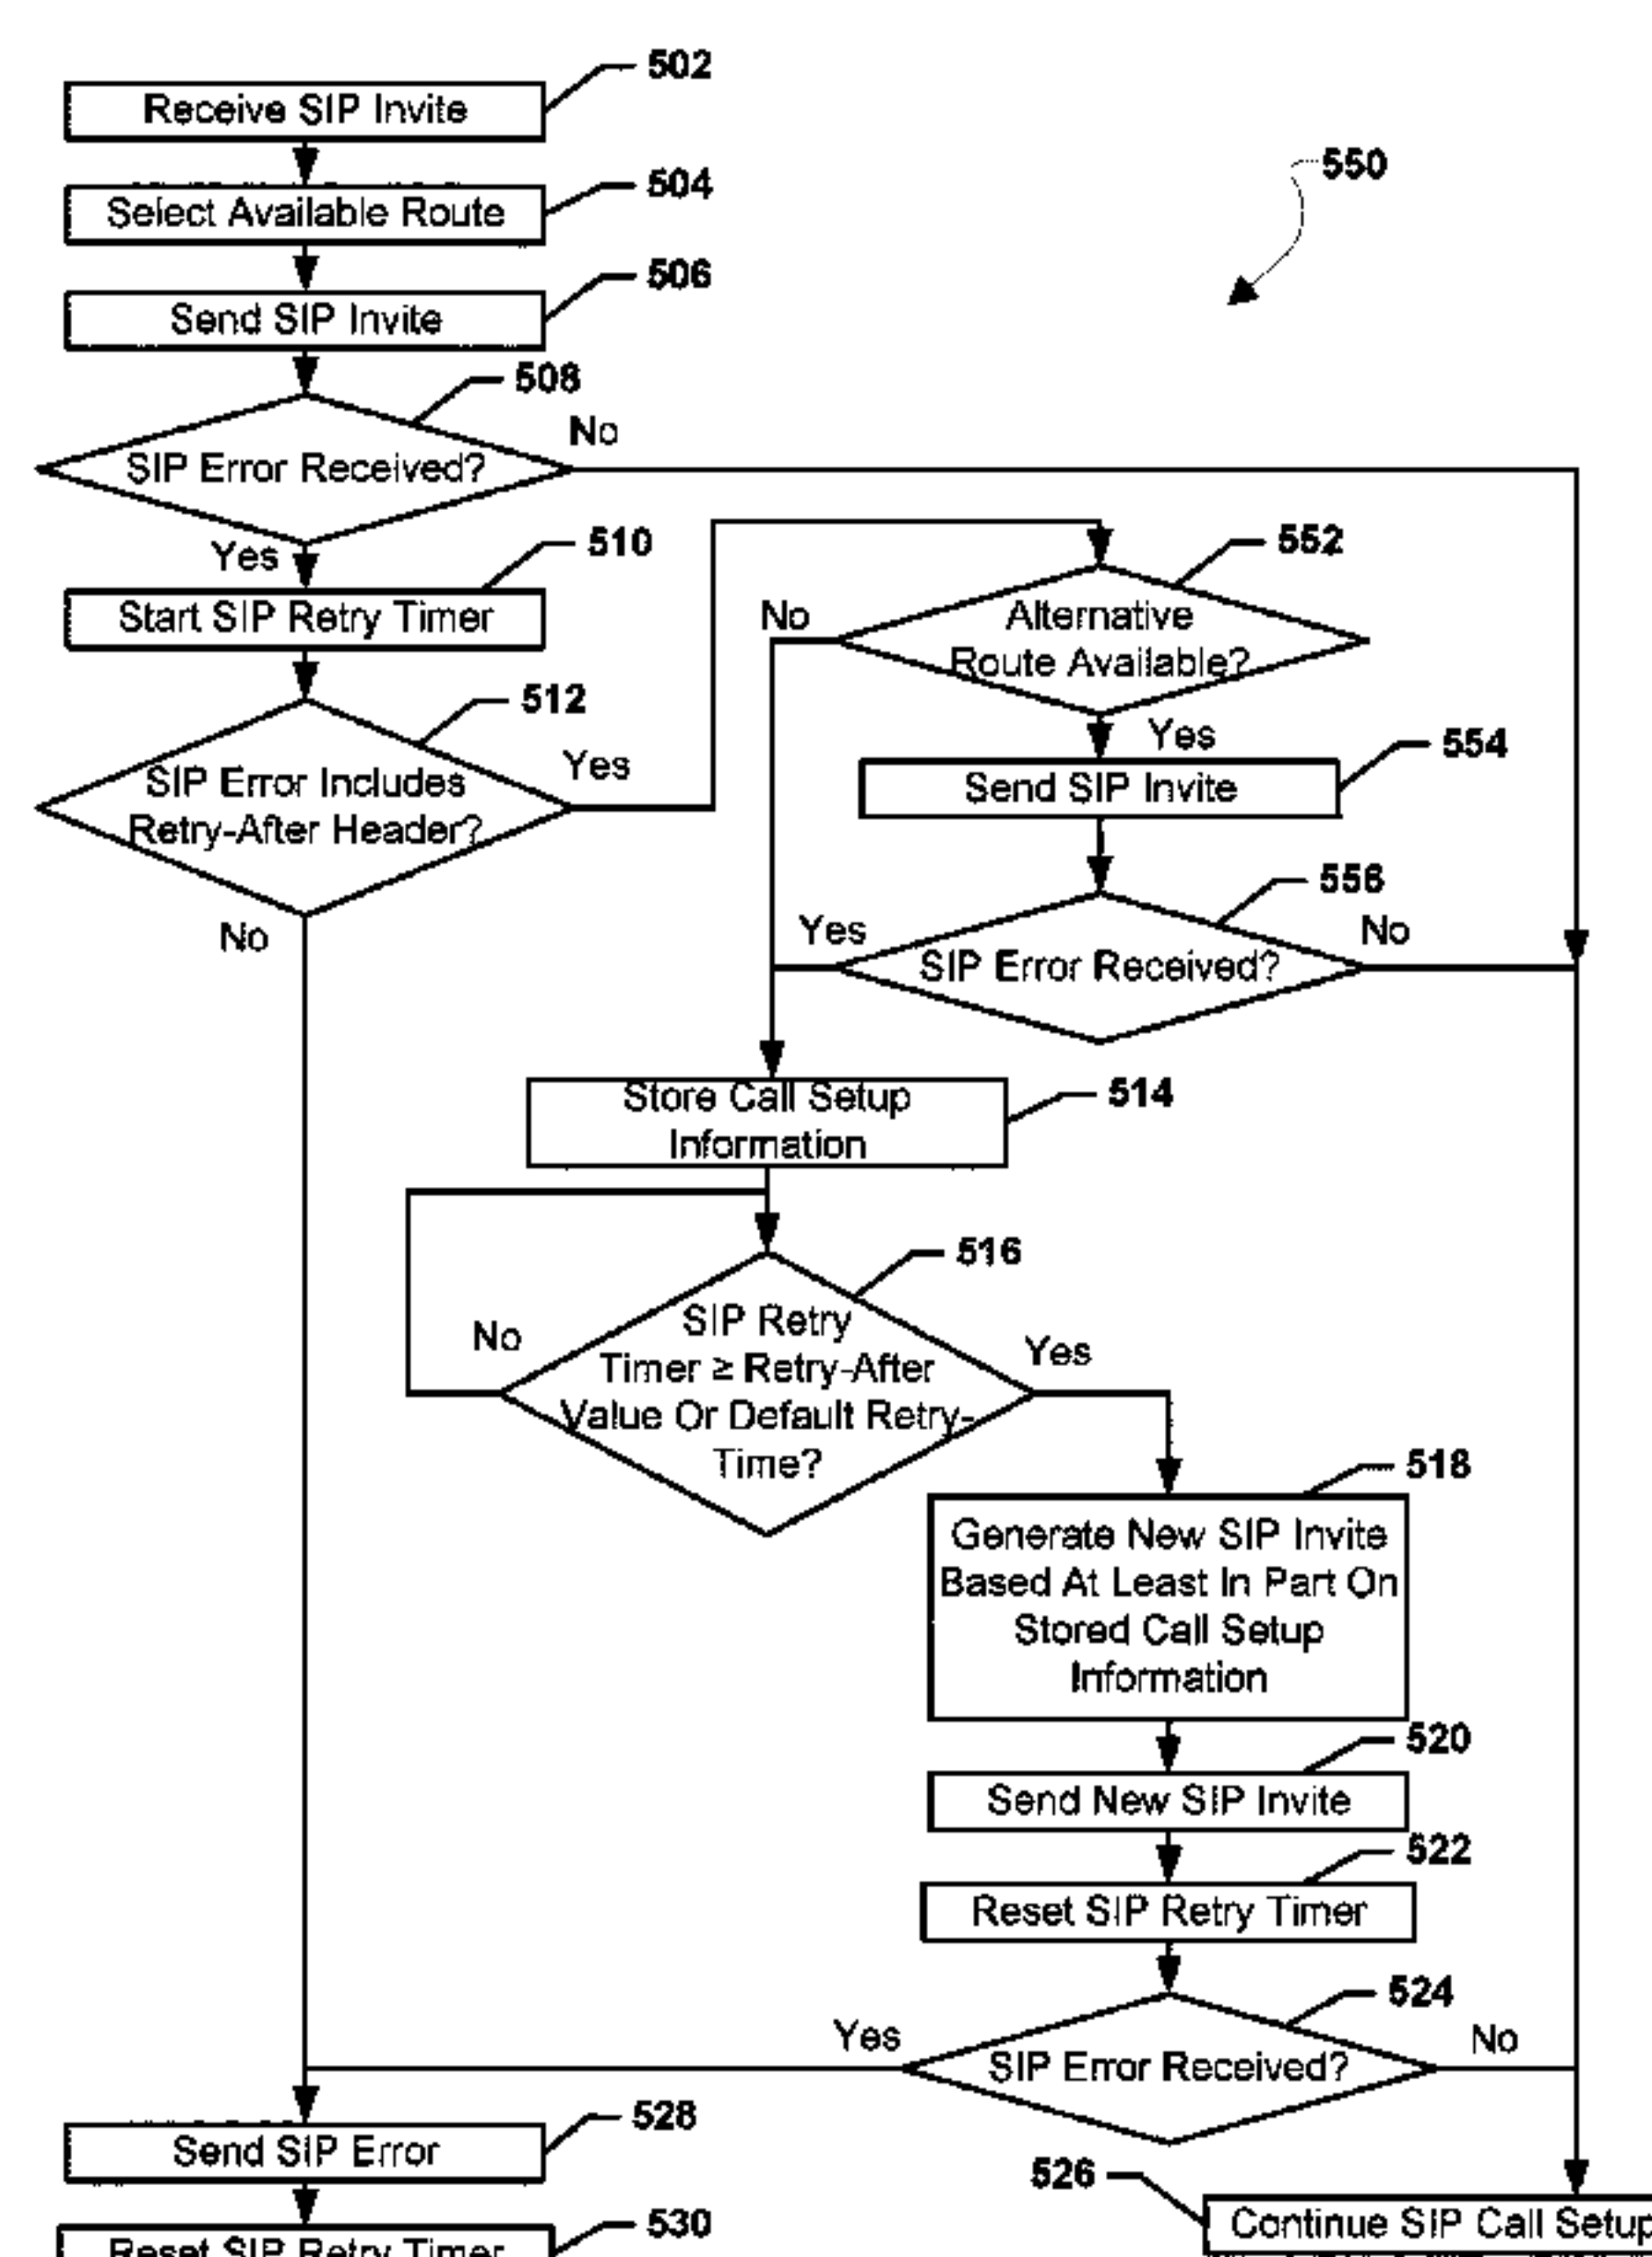 502
Receive SIP Invite
550
504
Select Available Route
506
Send SIP Invite
508
No
SIP Error Received?
Yes
510
Start SIP Retry Timer
552
No
Alternative
Route Available?
Yes
512
SIP Error Includes
Retry-After Header?
Yes
No
554
Send SIP Invite
556
Yes
No
SIP Error Received?
Store Call Setup
Information
514
516
No
SIP Retry
Timer ≥ Retry-After
Value Or Default Retry-
Time?
Yes
518
Generate New SIP Invite
Based At Least In Part On
Stored Call Setup
Information
520
Send New SIP Invite
522
Reset SIP Retry Timer
524
Yes
No
SIP Error Received?
528
Send SIP Error
526
Continue SIP Call Setup
530
Reset SIP Retry Timer